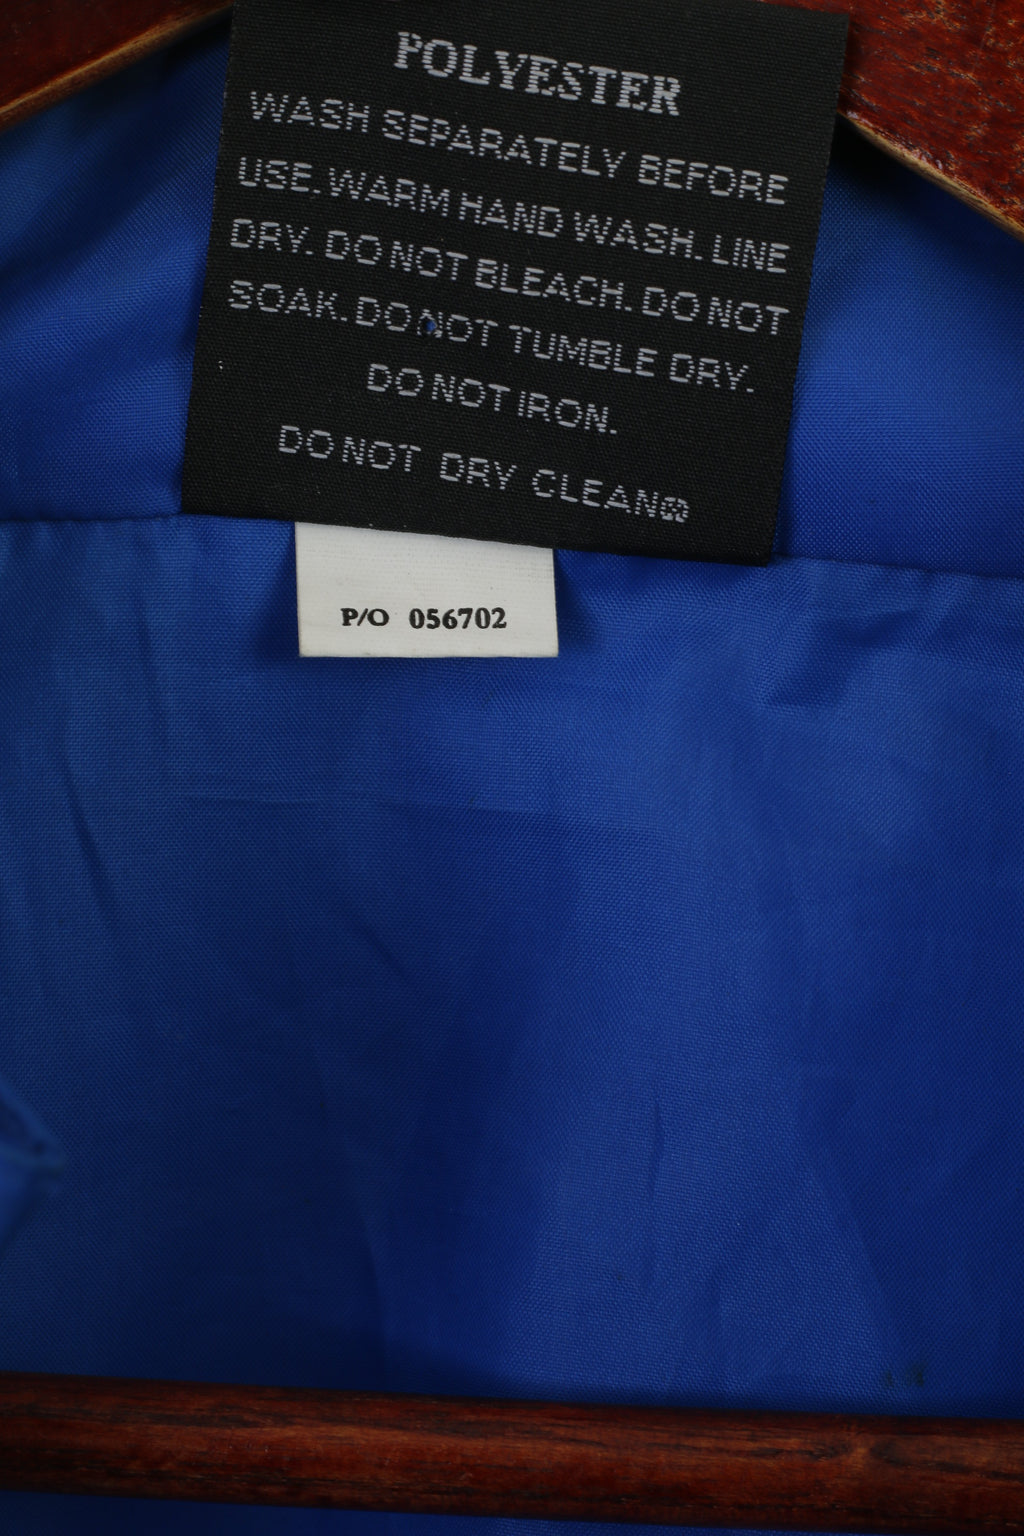 POLYESTER
WASH SEPARATELY BEFORE
USE. WARM HAND WASH. LINE
DRY. DO NOT BLEACH. DO NOT
SOAK. DO NOT TUMBLE DRY.
DO NOT IRON.
DO NOT DRY CLEAN
P/O 056702